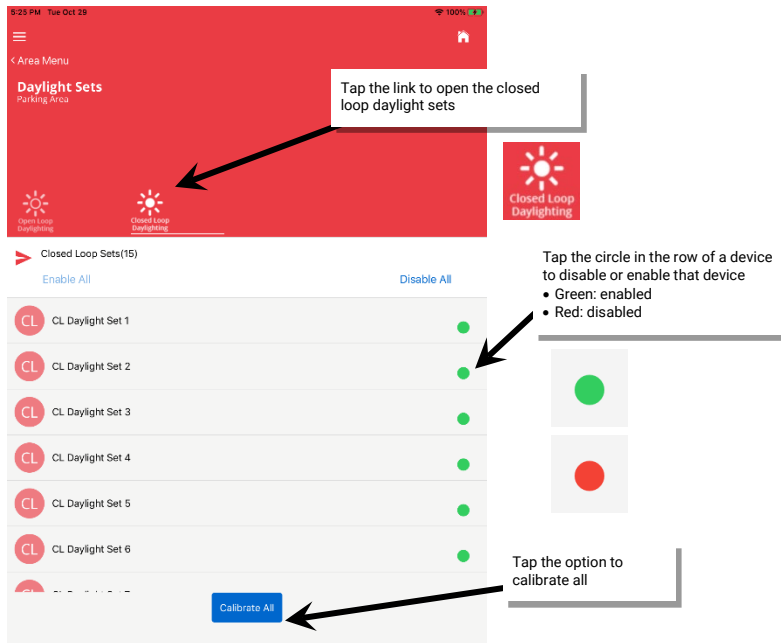 5:25 PM Tue Oct 29
100%
< Area Menu
Daylight Sets
Parking Area
Tap the link to open the closed
loop daylight sets
Open Loop
Daylighting
Closed Loop
Daylighting
Closed Loop
Daylighting
Closed Loop Sets(15)
Enable All
Disable All
Tap the circle in the row of a device
to disable or enable that device
• Green: enabled
• Red: disabled
CL CL Daylight Set 1
CL CL Daylight Set 2
CL CL Daylight Set 3
CL CL Daylight Set 4
CL CL Daylight Set 5
CL CL Daylight Set 6
Tap the option to
calibrate all
Calibrate All